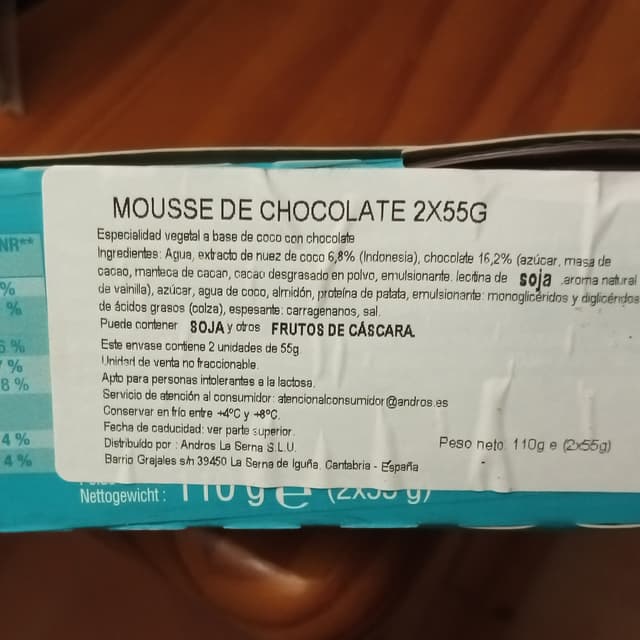 MOUSSE DE CHOCOLATE 2X55G
Especialidad vegetal a base de coco con chocolate
Ingredientes: Agua, extracto de nuez de coco 6,8% (Indonesia), chocolate 16,2% (azúcar, masa de
cacao, manteca de cacao, cacao desgrasado en polvo, emulsionante: lecitina de soja, aroma natural
de vainilla), azúcar, agua de coco, almidón, proteína de patata, emulsionante: monoglicéridos y diglicéridos
de ácidos grasos (colza), espesante: carragenanos, sal.
Puede contener SOJA y otros FRUTOS DE CÁSCARA.
Este envase contiene 2 unidades de 55g.
Unidad de venta no fraccionable.
Apto para personas intolerantes a la lactosa.
Servicio de atención al consumidor: atencionalconsumidor@andros.es
Conservar en frío entre +4ºC y +8ºC.
Fecha de caducidad: ver parte superior.
Distribuido por : Andros La Serna S.L.U.
Barrio Grajales s/n 39450 La Serna de Iguña, Cantabria - España
Peso neto: 110g e (2x55g)
NR**
%
%
6 %
%
8 %
4 %
4 %
Nettogewicht : 110 g e (2x55 g)